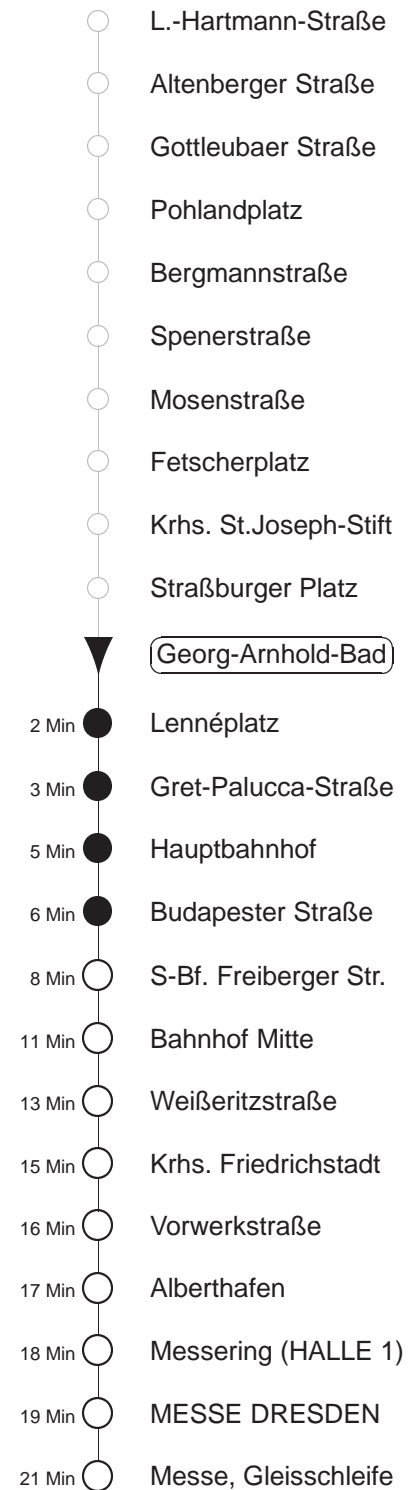 L.-Hartmann-Straße
Altenberger Straße
Gottleubaer Straße
Pohlandplatz
Bergmannstraße
Spenerstraße
Mosenstraße
Fetscherplatz
Krhs. St.Joseph-Stift
Straßburger Platz
Georg-Arnhold-Bad
2 Min Lennéplatz
3 Min Gret-Palucca-Straße
5 Min Hauptbahnhof
6 Min Budapester Straße
8 Min S-Bf. Freiberger Str.
11 Min Bahnhof Mitte
13 Min Weißeritzstraße
15 Min Krhs. Friedrichstadt
16 Min Vorwerkstraße
17 Min Alberthafen
18 Min Messering (HALLE 1)
19 Min MESSE DRESDEN
21 Min Messe, Gleisschleife